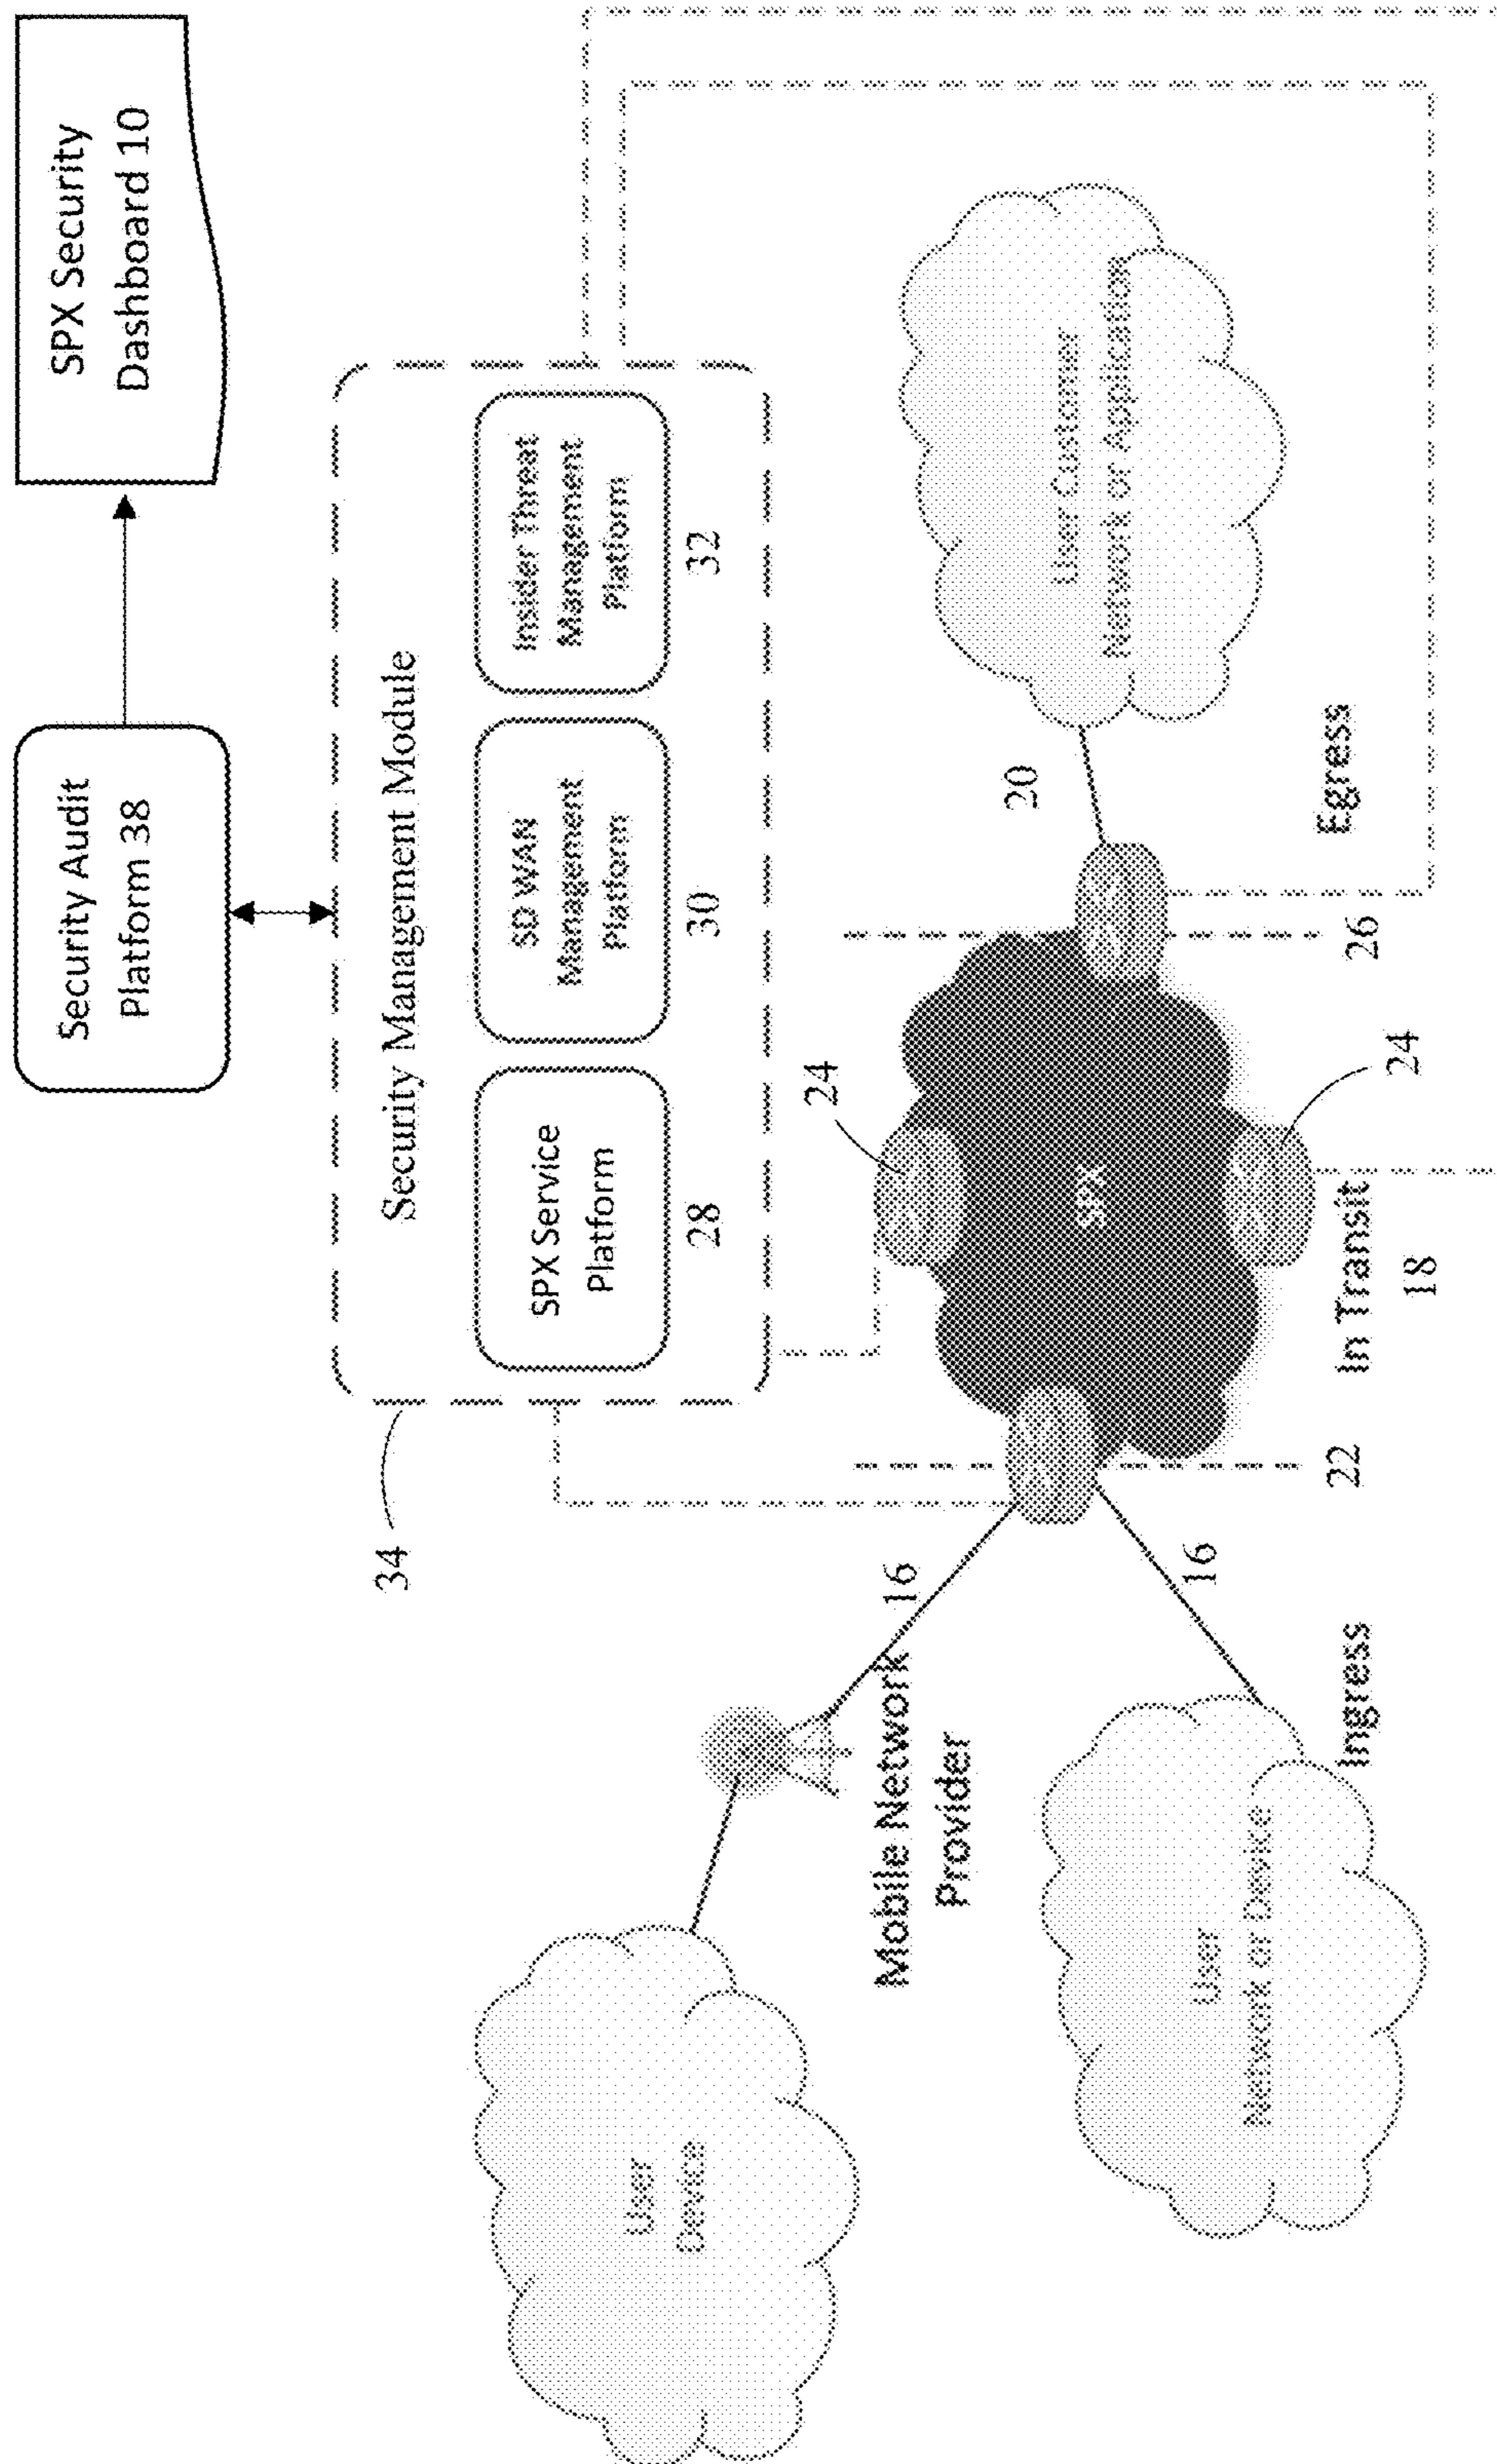 SPX Security
Dashboard 10
Security Audit
Platform 38
34
Security Management Module
SPX Service
Platform
28
SD WAN
Management
Platform
30
Insider Threat
Management
Platform
32
User
Device
Mobile Network
Provider
16
16
24
SPX
20
User Customer
Network or Application
User
Network or Device
Ingress
22
In Transit
18
24
26
Egress